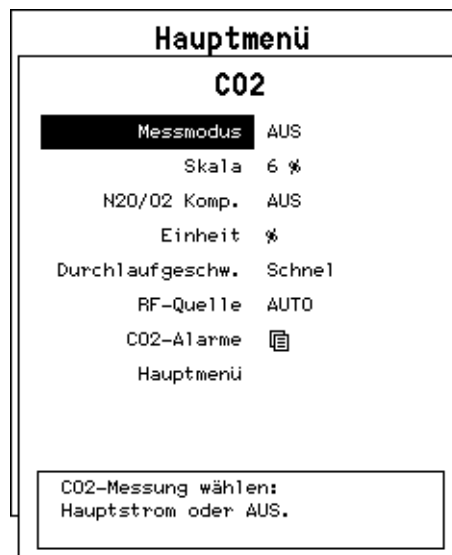 Hauptmenü
CO2
Messmodus AUS
Skala 6 %
N2O/O2 Komp. AUS
Einheit %
Durchlaufgeschw. Schnel
RF-Quelle AUTO
CO2-Alarme
Hauptmenü
CO2-Messung wählen:
Hauptstrom oder AUS.